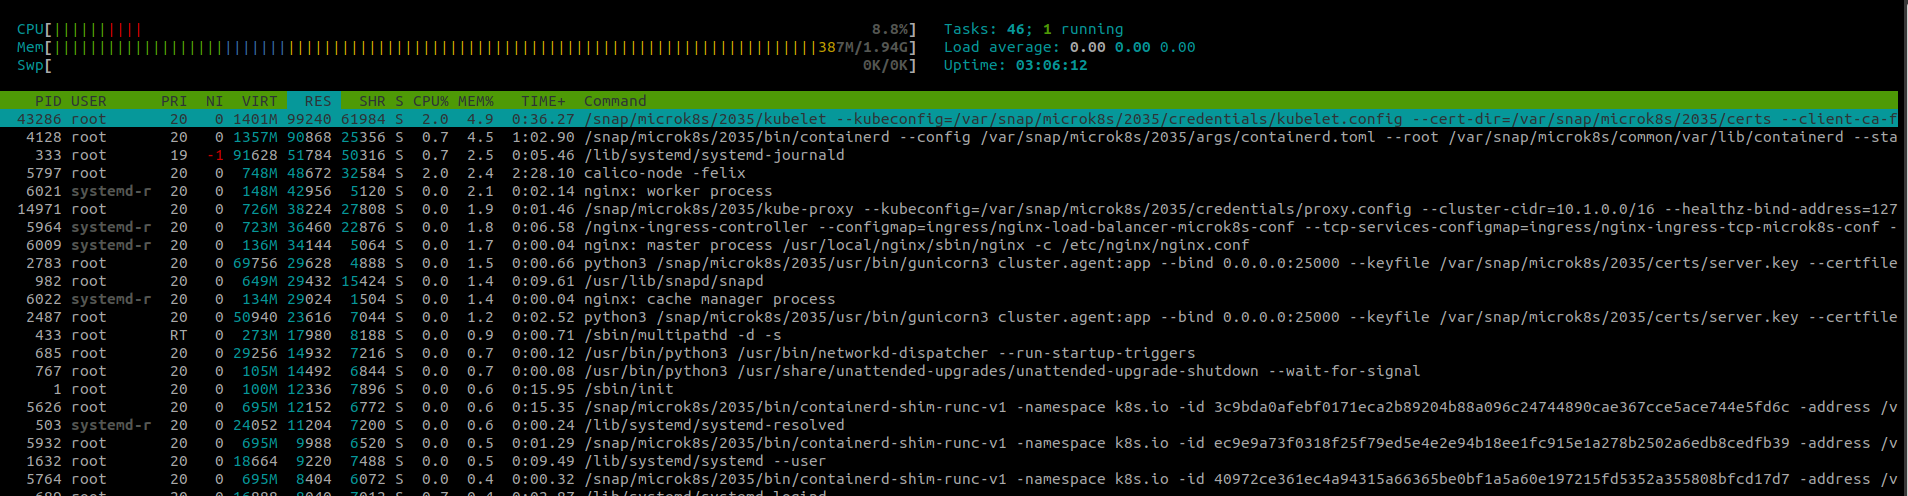 CPU[|||||||||| 8.8%] Tasks: 46; 1 running
Mem[|||||||||||||||||||||||||||||||||||||||||||||||||||||||||||||||||||||||||||||||||||||387M/1.94G] Load average: 0.00 0.00 0.00
Swp[ 0K/0K] Uptime: 03:06:12
PID USER PRI NI VIRT RES SHR S CPU% MEM% TIME+ Command
43286 root 20 0 1401M 99240 61984 S 2.0 4.9 0:36.27 /snap/microk8s/2035/kubelet --kubeconfig=/var/snap/microk8s/2035/credentials/kubelet.config --cert-dir=/var/snap/microk8s/2035/certs --client-ca-f
4128 root 20 0 1357M 90868 25356 S 0.7 4.5 1:02.90 /snap/microk8s/2035/bin/containerd --config /var/snap/microk8s/2035/args/containerd.toml --root /var/snap/microk8s/common/var/lib/containerd --sta
333 root 19 -1 91628 51784 50316 S 0.7 2.5 0:05.46 /lib/systemd/systemd-journald
5797 root 20 0 748M 48672 32584 S 2.0 2.4 2:28.10 calico-node -felix
6021 systemd-r 20 0 148M 42956 5120 S 0.0 2.1 0:02.14 nginx: worker process
14971 root 20 0 726M 38224 27808 S 0.0 1.9 0:01.46 /snap/microk8s/2035/kube-proxy --kubeconfig=/var/snap/microk8s/2035/credentials/proxy.config --cluster-cidr=10.1.0.0/16 --healthz-bind-address=127
5964 systemd-r 20 0 723M 36460 22876 S 0.0 1.8 0:06.58 /nginx-ingress-controller --configmap=ingress/nginx-load-balancer-microk8s-conf --tcp-services-configmap=ingress/nginx-ingress-tcp-microk8s-conf -
6009 systemd-r 20 0 136M 34144 5064 S 0.0 1.7 0:00.04 nginx: master process /usr/local/nginx/sbin/nginx -c /etc/nginx/nginx.conf
2783 root 20 0 69756 29628 4888 S 0.0 1.5 0:00.66 python3 /snap/microk8s/2035/usr/bin/gunicorn3 cluster.agent:app --bind 0.0.0.0:25000 --keyfile /var/snap/microk8s/2035/certs/server.key --certfile
982 root 20 0 649M 29432 15424 S 0.0 1.4 0:09.61 /usr/lib/snapd/snapd
6022 systemd-r 20 0 134M 29024 1504 S 0.0 1.4 0:00.04 nginx: cache manager process
2487 root 20 0 50940 23616 7044 S 0.0 1.2 0:02.52 python3 /snap/microk8s/2035/usr/bin/gunicorn3 cluster.agent:app --bind 0.0.0.0:25000 --keyfile /var/snap/microk8s/2035/certs/server.key --certfile
433 root RT 0 273M 17980 8188 S 0.0 0.9 0:00.71 /sbin/multipathd -d -s
685 root 20 0 29256 14932 7216 S 0.0 0.7 0:00.12 /usr/bin/python3 /usr/bin/networkd-dispatcher --run-startup-triggers
767 root 20 0 105M 14492 6844 S 0.0 0.7 0:00.08 /usr/bin/python3 /usr/share/unattended-upgrades/unattended-upgrade-shutdown --wait-for-signal
1 root 20 0 100M 12336 7896 S 0.0 0.6 0:15.95 /sbin/init
5626 root 20 0 695M 12152 6772 S 0.0 0.6 0:15.35 /snap/microk8s/2035/bin/containerd-shim-runc-v1 -namespace k8s.io -id 3c9bda0afebf0171eca2b89204b88a096c24744890cae367cce5ace744e5fd6c -address /v
503 systemd-r 20 0 24052 11204 7200 S 0.0 0.6 0:00.24 /lib/systemd/systemd-resolved
5932 root 20 0 695M 9988 6520 S 0.0 0.5 0:01.29 /snap/microk8s/2035/bin/containerd-shim-runc-v1 -namespace k8s.io -id ec9e9a73f0318f25f79ed5e4e2e94b18ee1fc915e1a278b2502a6edb8cedfb39 -address /v
1632 root 20 0 18664 9220 7488 S 0.0 0.5 0:09.49 /lib/systemd/systemd --user
5764 root 20 0 695M 8404 6072 S 0.0 0.4 0:00.32 /snap/microk8s/2035/bin/containerd-shim-runc-v1 -namespace k8s.io -id 40972ce361ec4a94315a66365be0bf1a5a60e197215fd5352a355808bfcd17d7 -address /v